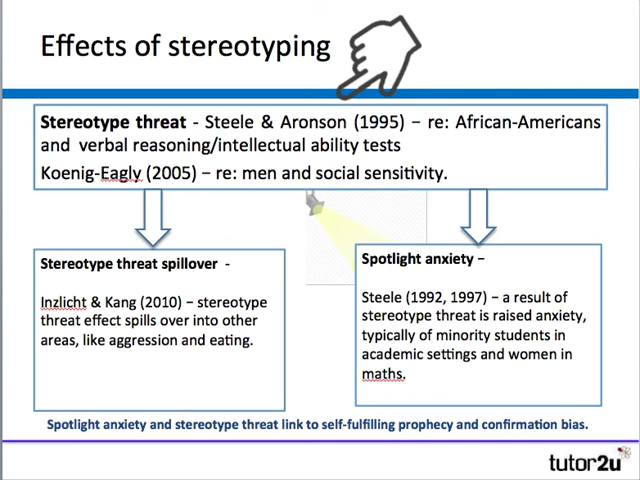 Effects of stereotyping
Stereotype threat - Steele & Aronson (1995) – re: African-Americans
and verbal reasoning/intellectual ability tests
Koenig-Eagly (2005) – re: men and social sensitivity.
Stereotype threat spillover -
Inzlicht & Kang (2010) – stereotype
threat effect spills over into other
areas, like aggression and eating.
Spotlight anxiety –
Steele (1992, 1997) – a result of
stereotype threat is raised anxiety,
typically of minority students in
academic settings and women in
maths.
Spotlight anxiety and stereotype threat link to self-fulfilling prophecy and confirmation bias.
tutor2u